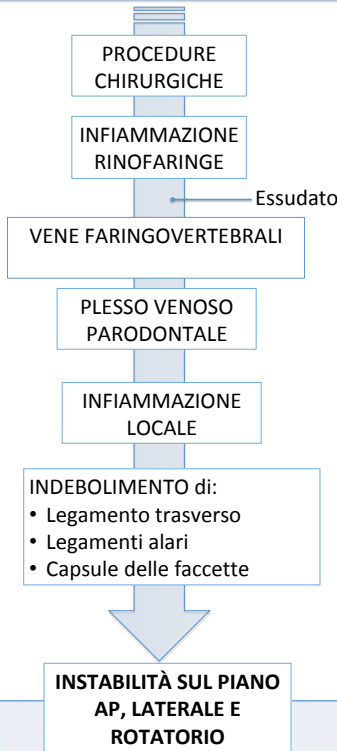 PROCEDURE
CHIRURGICHE
INFIAMMAZIONE
RINOFARINGE
Essudato
VENE FARINGOVERTEBRALI
PLESSO VENOSO
PARODONTALE
INFIAMMAZIONE
LOCALE
INDEBOLIMENTO di:
• Legamento trasverso
• Legamenti alari
• Capsule delle faccette
INSTABILITÀ SUL PIANO
AP, LATERALE E
ROTATORIO